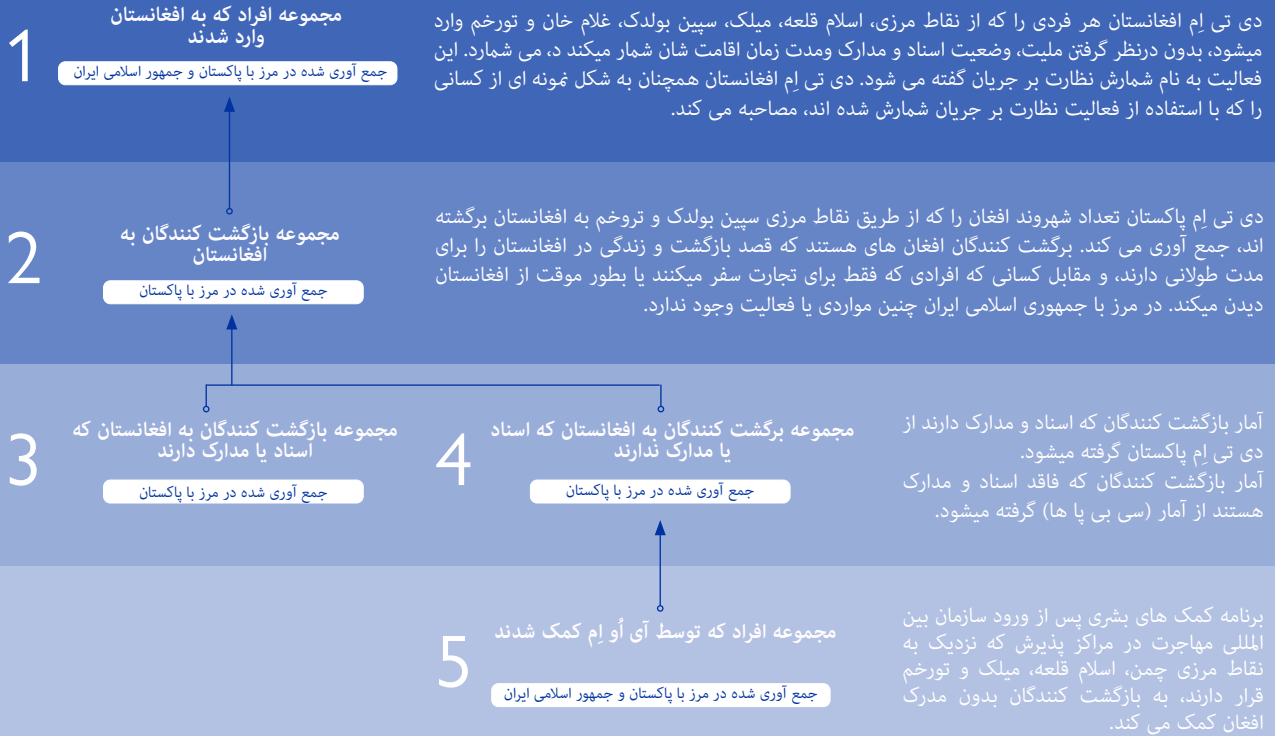 1
مجموعه افراد که به افغانستان
وارد شدند
جمع آوری شده در مرز با پاکستان و جمهور اسلامی ایران
دی تی اِم افغانستان هر فردی را که از نقاط مرزی، اسلام قلعه، میلک، سپین بولدک، غلام خان و تورخم وارد
میشود، بدون درنظر گرفتن ملیت، وضعیت اسناد و مدارک ومدت زمان اقامت شان شمار میکند د، می شمارد. این
فعالیت به نام شمارش نظارت بر جریان گفته می شود. دی تی اِم افغانستان همچنان به شکل نمونه ای از کسانی
را که با استفاده از فعالیت نظارت بر جریان شمارش شده اند، مصاحبه می کند.
2
مجموعه بازگشت کنندگان به
افغانستان
جمع آوری شده در مرز با پاکستان
دی تی اِم پاکستان تعداد شهروند افغان را که از طریق نقاط مرزی سپین بولدک و تروخم به افغانستان برگشته
اند، جمع آوری می کند. برگشت کنندگان افغان های هستند که قصد بازگشت و زندگی در افغانستان را برای
مدت طولانی دارند، و مقابل کسانی که افرادی که فقط برای تجارت سفر میکنند یا بطور موقت از افغانستان
دیدن میکند. در مرز با جمهوری اسلامی ایران چنین مواردی یا فعالیت وجود ندارد.
3
مجموعه بازگشت کنندگان به افغانستان که
اسناد یا مدارک دارند
جمع آوری شده در مرز با پاکستان
4
مجموعه برگشت کنندگان به افغانستان که اسناد
یا مدارک ندارند
جمع آوری شده در مرز با پاکستان
آمار بازگشت کنندگان که اسناد و مدارک دارند از
دی تی اِم پاکستان گرفته میشود.
آمار بازگشت کنندگان که فاقد اسناد و مدارک
هستند از آمار (سی بی پا ها) گرفته میشود.
5
مجموعه افراد که توسط آی اُو اِم کمک شدند
جمع آوری شده در مرز با پاکستان و جمهور اسلامی ایران
برنامه کمک های بشری پس از ورود سازمان بین
المللی مهاجرت در مراکز پذیرش که نزدیک به
نقاط مرزی چمن، اسلام قلعه، میلک و تورخم
قرار دارند، به بازگشت کنندگان بدون مدرک
افغان کمک می کند.